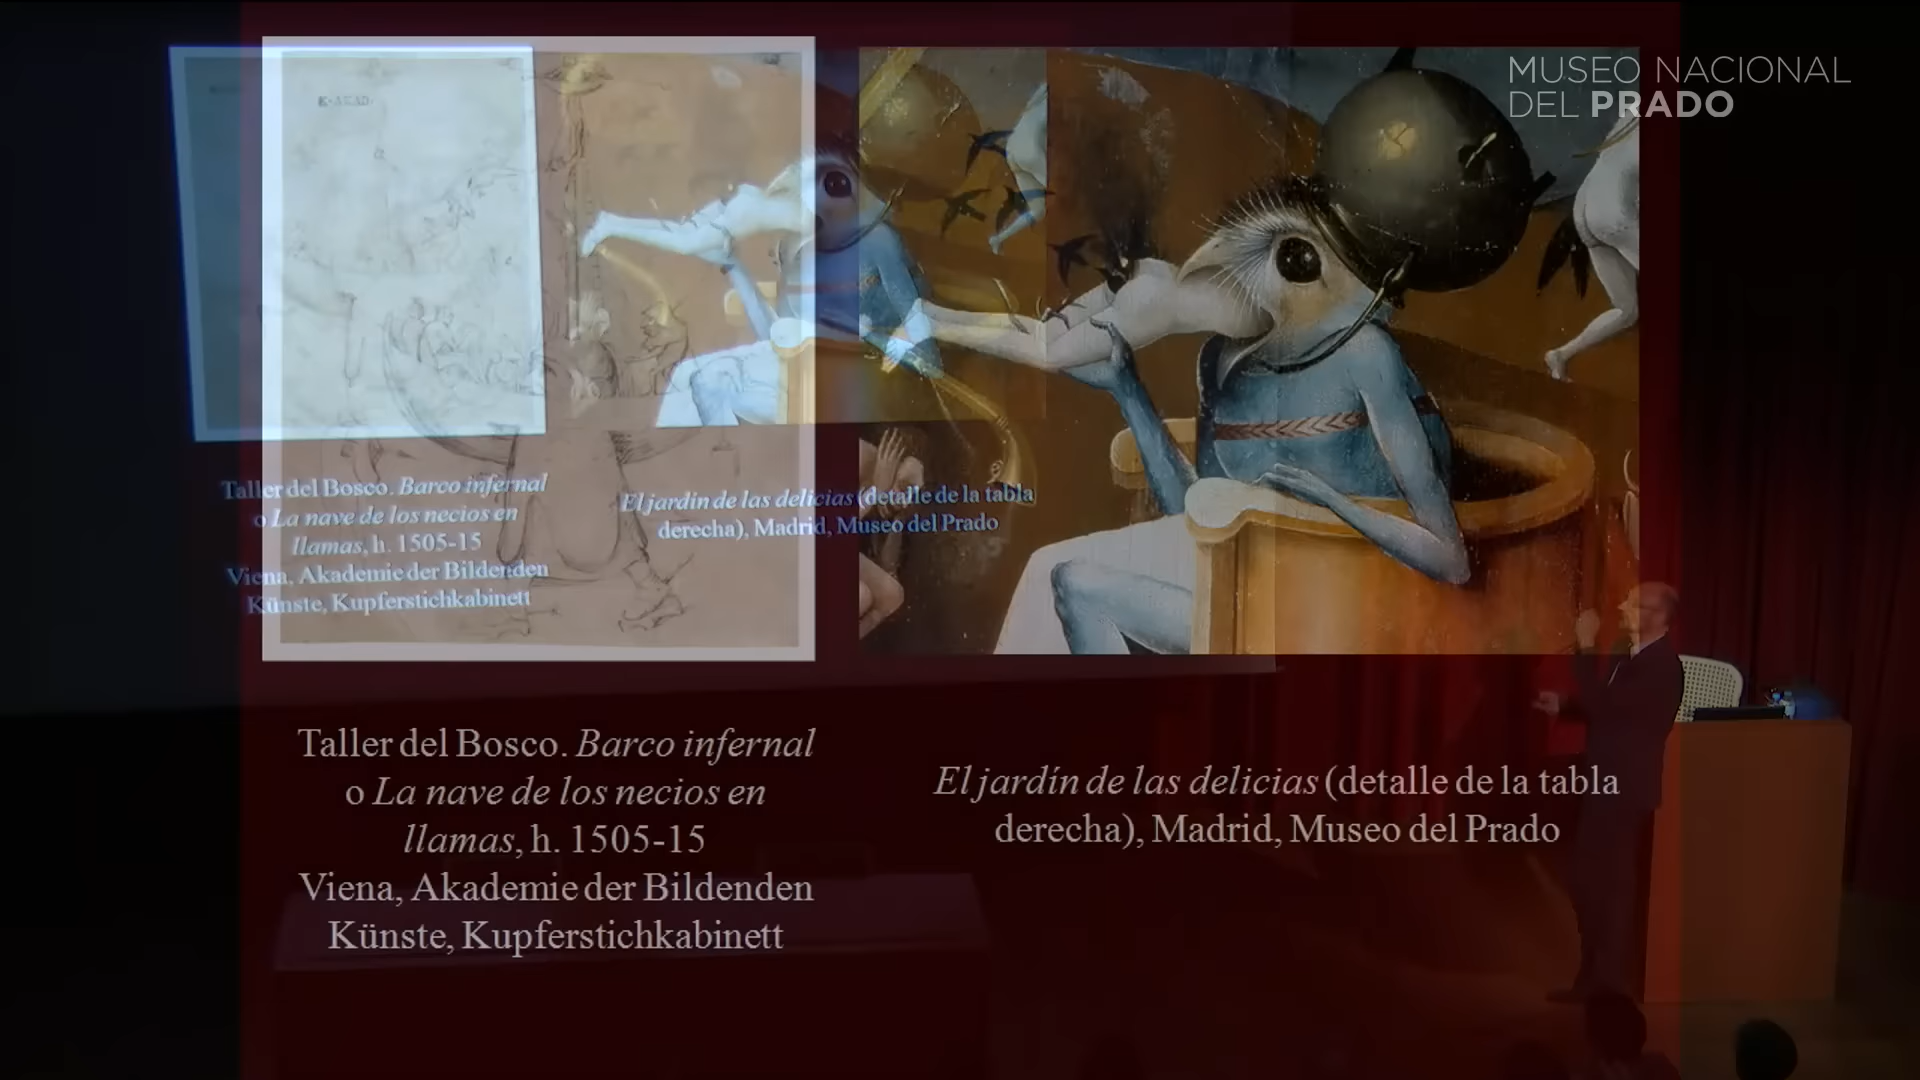 MUSEO NACIONAL
DEL PRADO
K·AKAD·
Taller del Bosco. Barco infernal
o La nave de los necios en
llamas, h. 1505-15
Viena, Akademie der Bildenden
Künste, Kupferstichkabinett
El jardín de las delicias (detalle de la tabla
derecha), Madrid, Museo del Prado
Taller del Bosco. Barco infernal
o La nave de los necios en
llamas, h. 1505-15
Viena, Akademie der Bildenden
Künste, Kupferstichkabinett
El jardín de las delicias (detalle de la tabla
derecha), Madrid, Museo del Prado